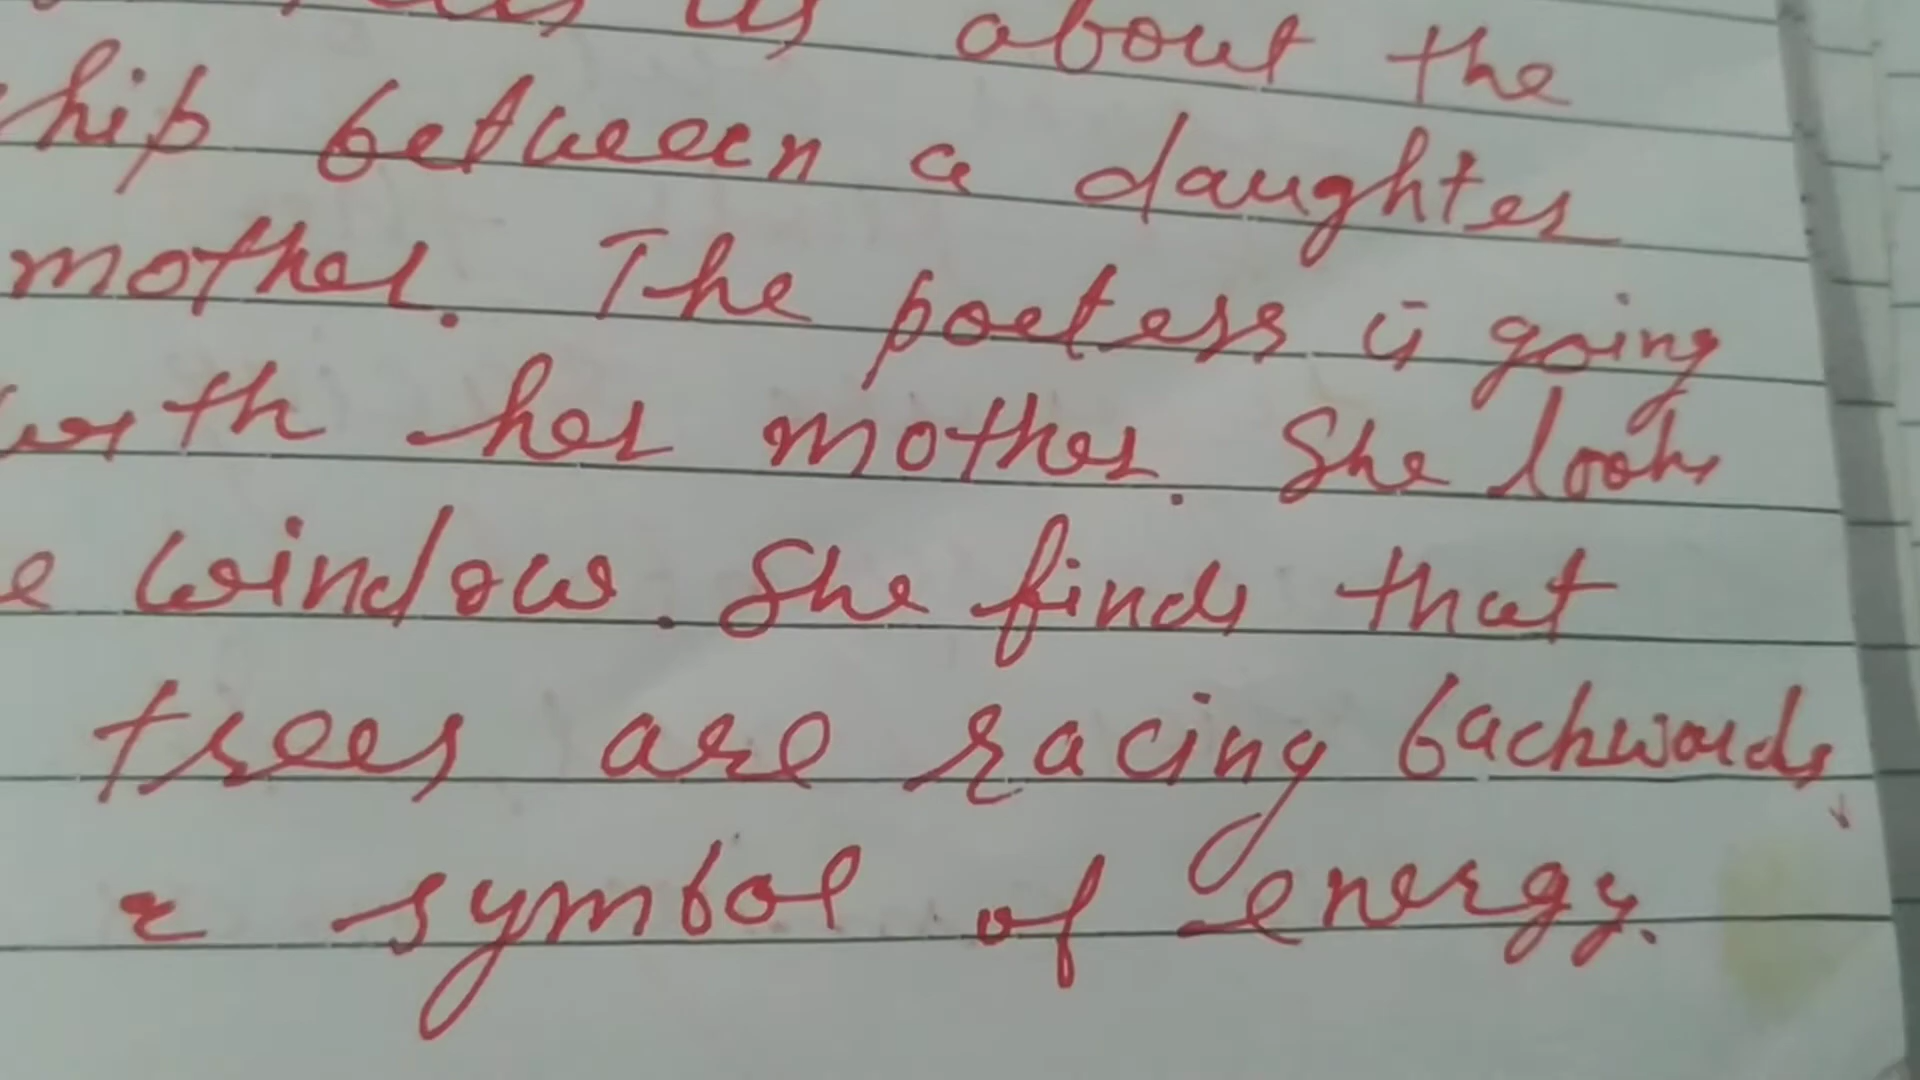 us about the
hip between a daughter
mother. The poetess is going
with her mother. She looks
e window. She finds that
trees are racing backwards
a symbol of energy.